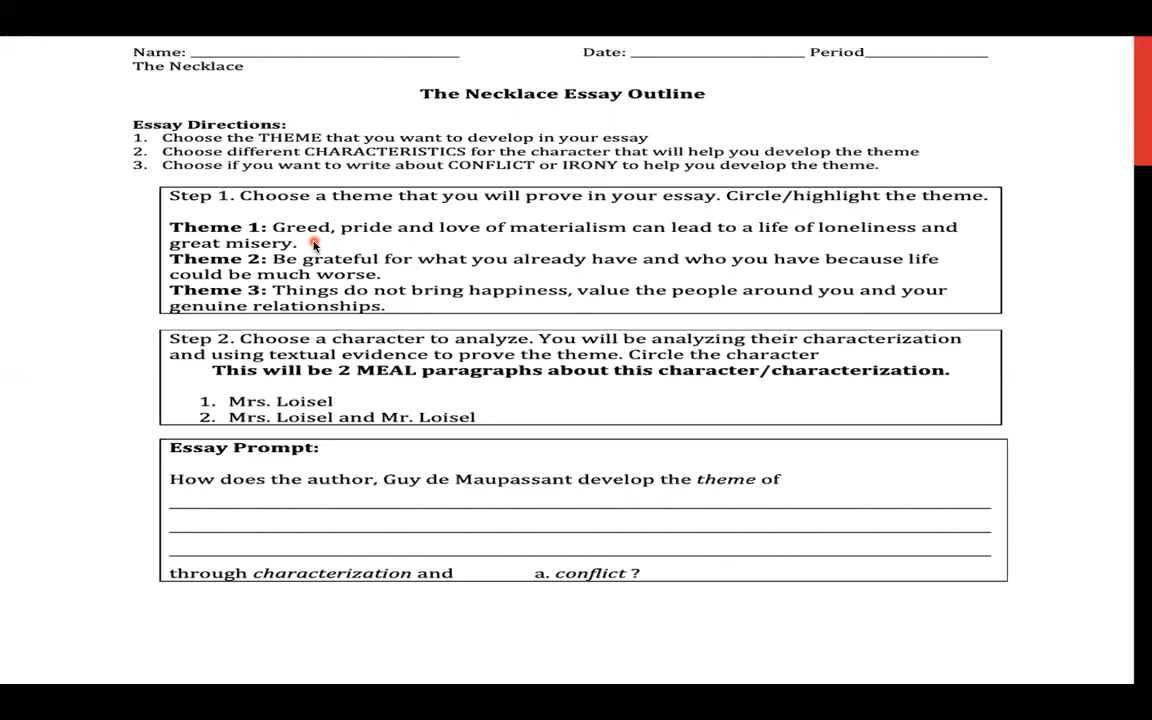 Name: ________________________________ Date: _____________________ Period_______________
The Necklace
The Necklace Essay Outline
Essay Directions:
1. Choose the THEME that you want to develop in your essay
2. Choose different CHARACTERISTICS for the character that will help you develop the theme
3. Choose if you want to write about CONFLICT or IRONY to help you develop the theme.
Step 1. Choose a theme that you will prove in your essay. Circle/highlight the theme.
Theme 1: Greed, pride and love of materialism can lead to a life of loneliness and
great misery.
Theme 2: Be grateful for what you already have and who you have because life
could be much worse.
Theme 3: Things do not bring happiness, value the people around you and your
genuine relationships.
Step 2. Choose a character to analyze. You will be analyzing their characterization
and using textual evidence to prove the theme. Circle the character
This will be 2 MEAL paragraphs about this character/characterization.
1. Mrs. Loisel
2. Mrs. Loisel and Mr. Loisel
Essay Prompt:
How does the author, Guy de Maupassant develop the theme of
through characterization and a. conflict ?